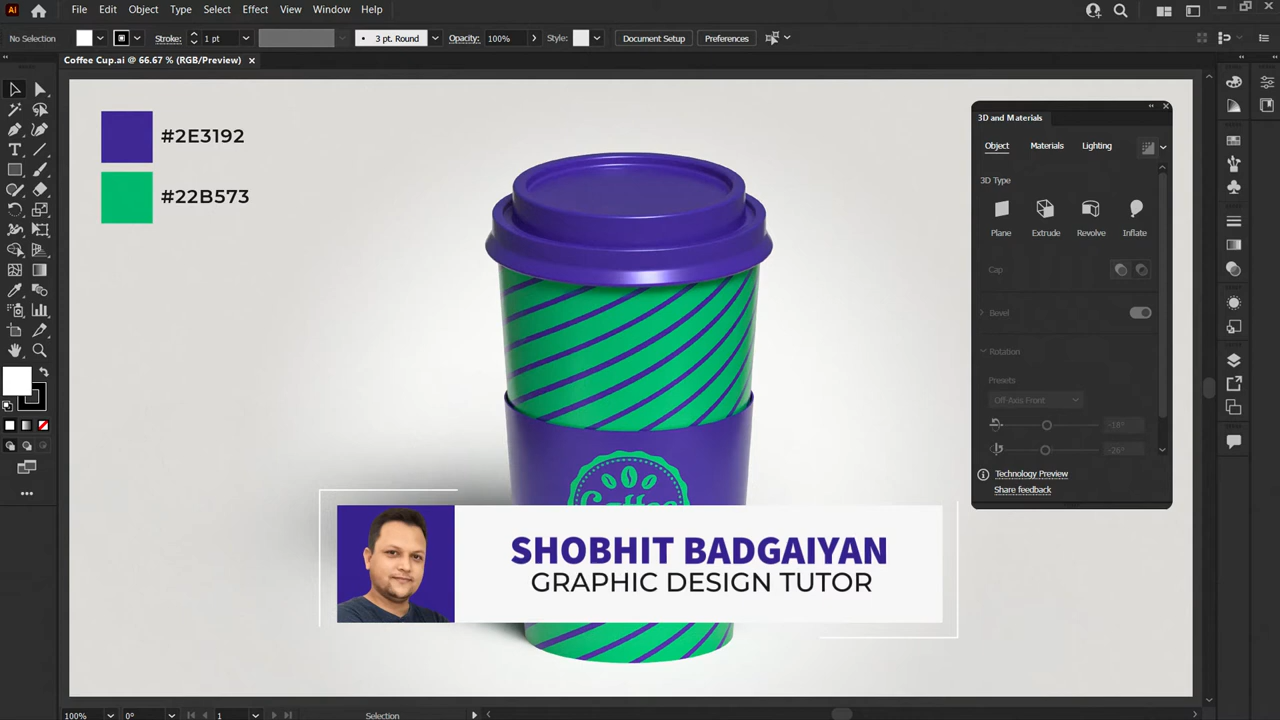 Ai File Edit Object Type Select Effect View Window Help
No Selection Stroke: 1 pt 3 pt. Round Opacity: 100% Style: Document Setup Preferences
Coffee Cup.ai @ 66.67 % (RGB/Preview) ×
#2E3192
#22B573
3D and Materials
Object Materials Lighting
3D Type
Plane Extrude Revolve Inflate
Cap
Bevel
Rotation
Presets
Off-Axis Front
-18°
-26°
Technology Preview
Share feedback
Coffee
SHOBHIT BADGAIYAN
GRAPHIC DESIGN TUTOR
100% 0° 1 Selection